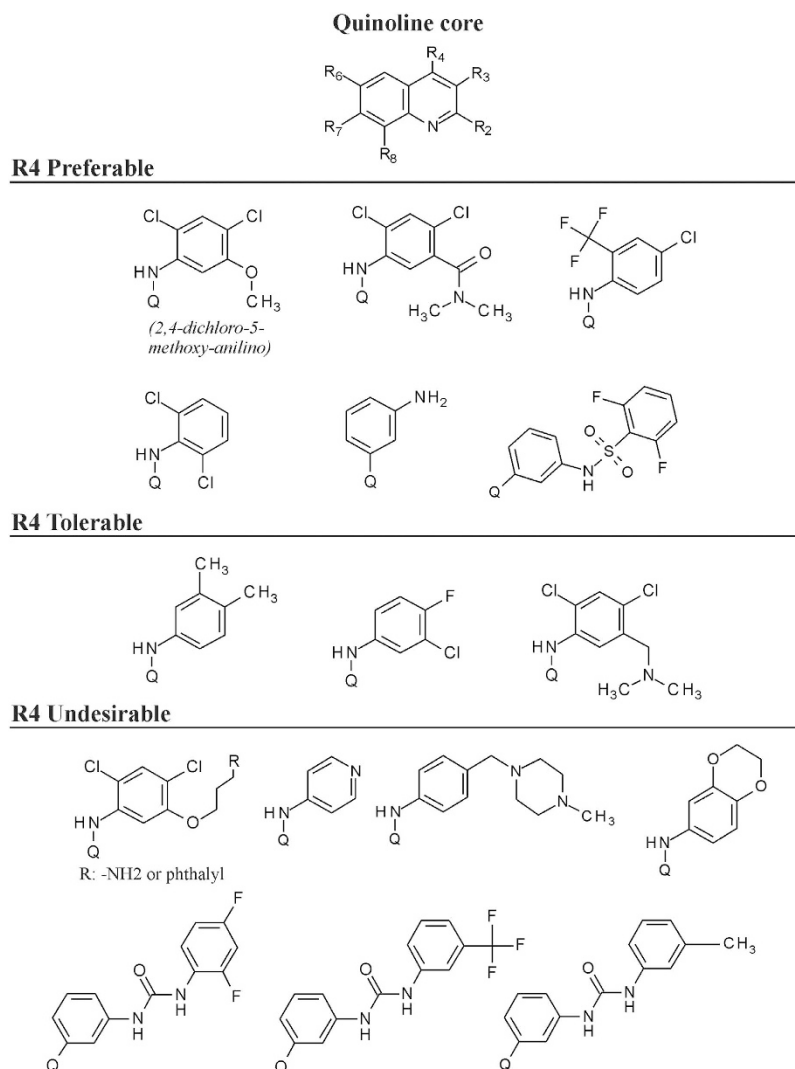 Quinoline core
R4
R6
R3
R7
N
R2
R8
R4 Preferable
Cl Cl
HN O
Q CH3
(2,4-dichloro-5-
methoxy-anilino)
Cl Cl
O
HN
Q H3C N CH3
F
F Cl
F
HN
Q
Cl
HN
Q Cl
NH2
Q
F
O
S
N O F
Q H
R4 Tolerable
CH3
CH3
HN
Q
F
HN Cl
Q
Cl Cl
HN
Q N
H3C CH3
R4 Undesirable
R
Cl Cl
HN O
Q
R: -NH2 or phthalyl
N
HN
Q
N
HN N CH3
Q
O
O
HN
Q
F
O
N N F
H H
Q
F
F
O F
N N
H H
Q
CH3
O
N N
H H
Q